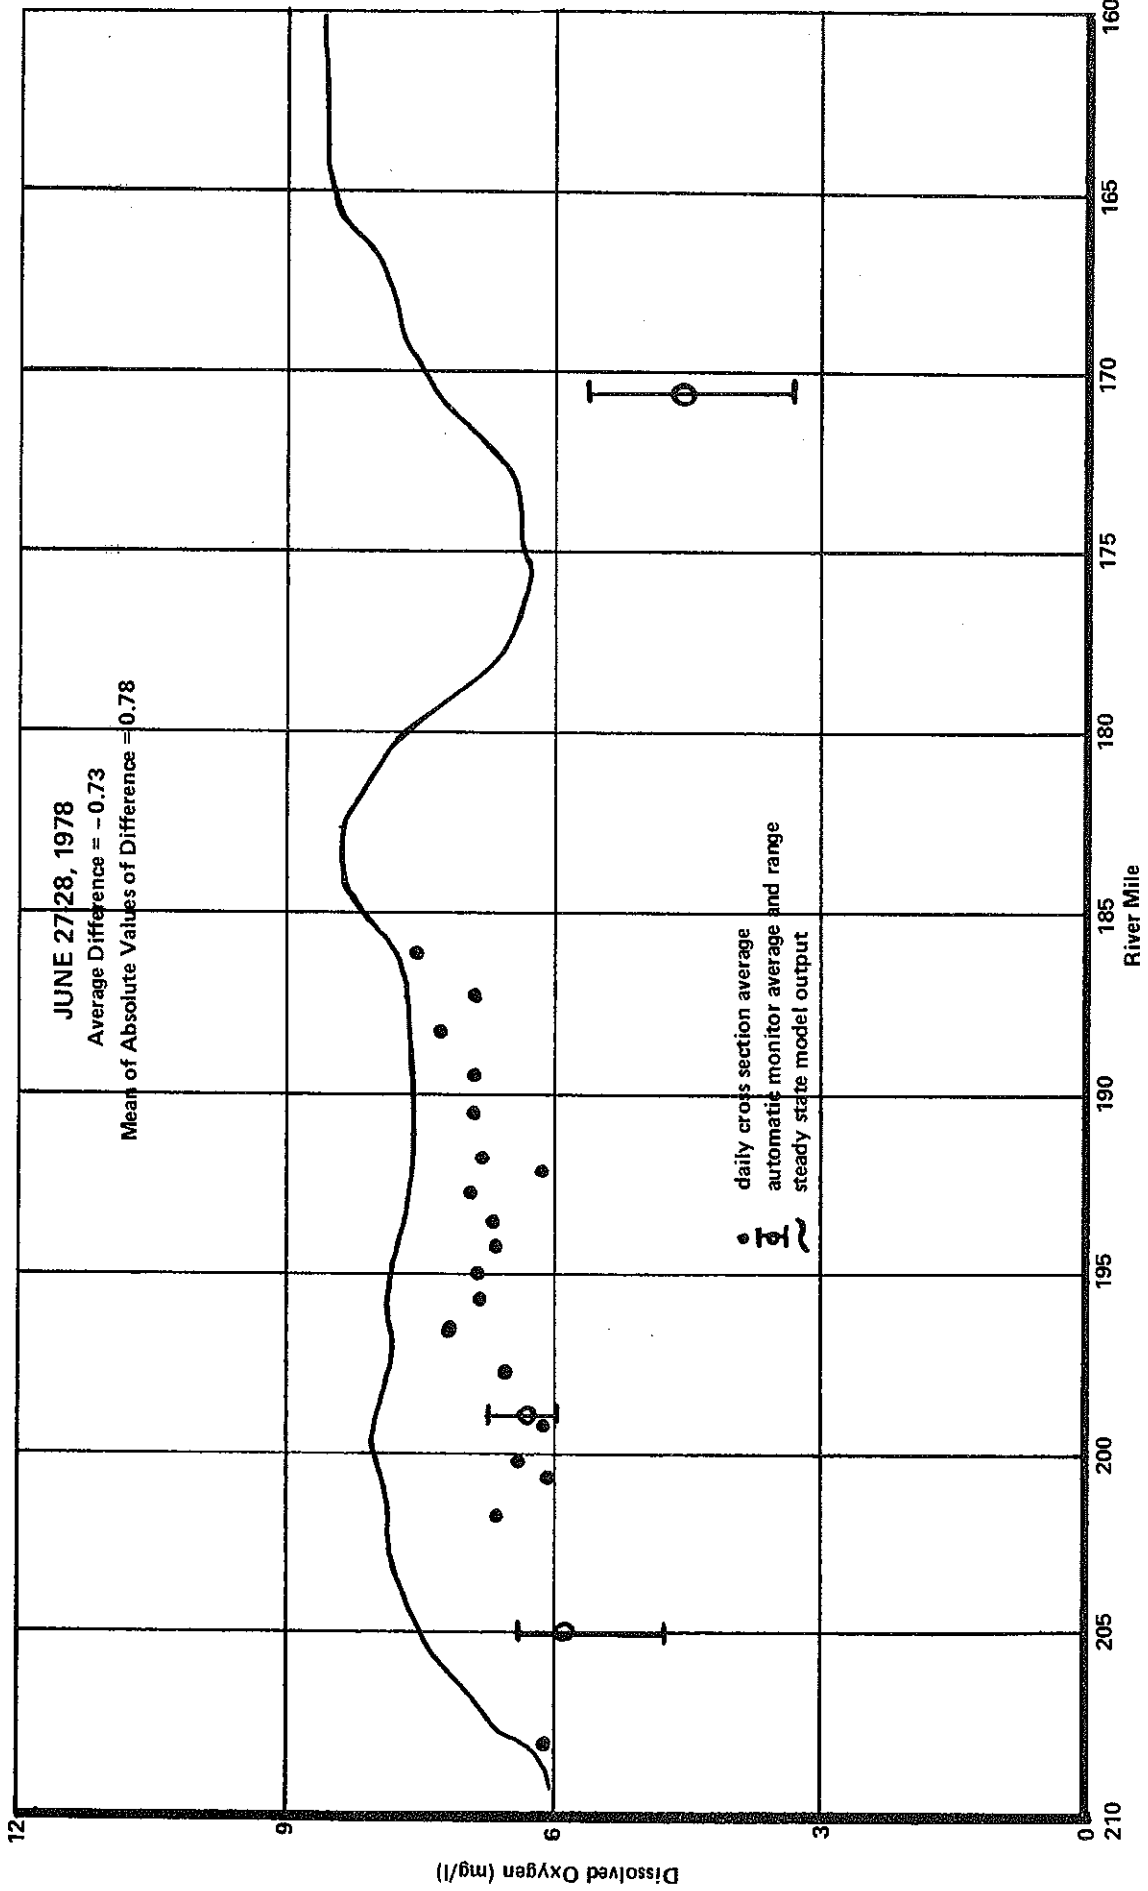 JUNE 27-28, 1978
Average Difference = -0.73
Mean of Absolute Values of Difference = 0.78
12
9
6
3
0
Dissolved Oxygen (mg/l)
daily cross section average
automatic monitor average and range
steady state model output
210
205
200
195
190
185
180
175
170
165
160
River Mile